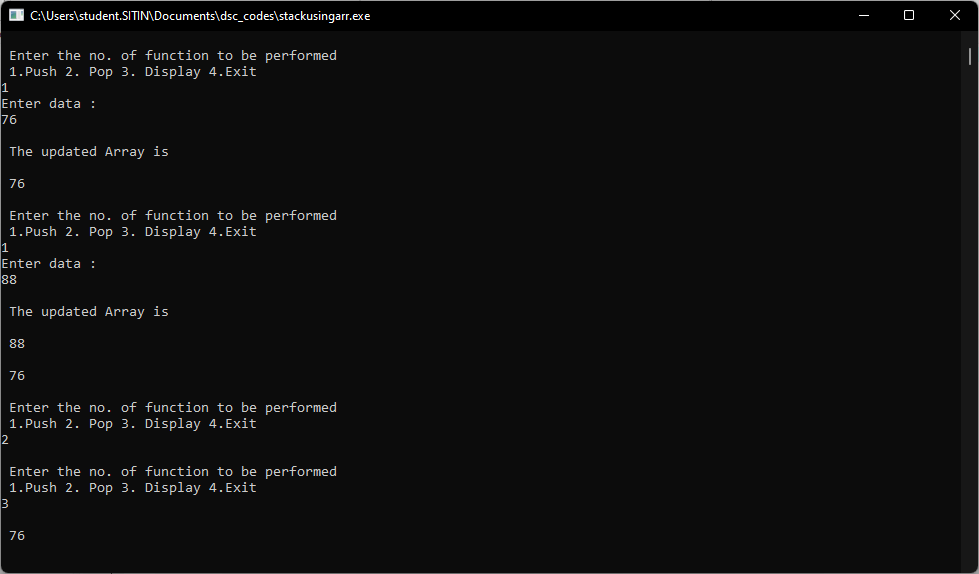 C:\Users\student.SITIN\Documents\dsc_codes\stackusingarr.exe
Enter the no. of function to be performed
1.Push 2. Pop 3. Display 4.Exit
1
Enter data :
76
The updated Array is
76
Enter the no. of function to be performed
1.Push 2. Pop 3. Display 4.Exit
1
Enter data :
88
The updated Array is
88
76
Enter the no. of function to be performed
1.Push 2. Pop 3. Display 4.Exit
2
Enter the no. of function to be performed
1.Push 2. Pop 3. Display 4.Exit
3
76